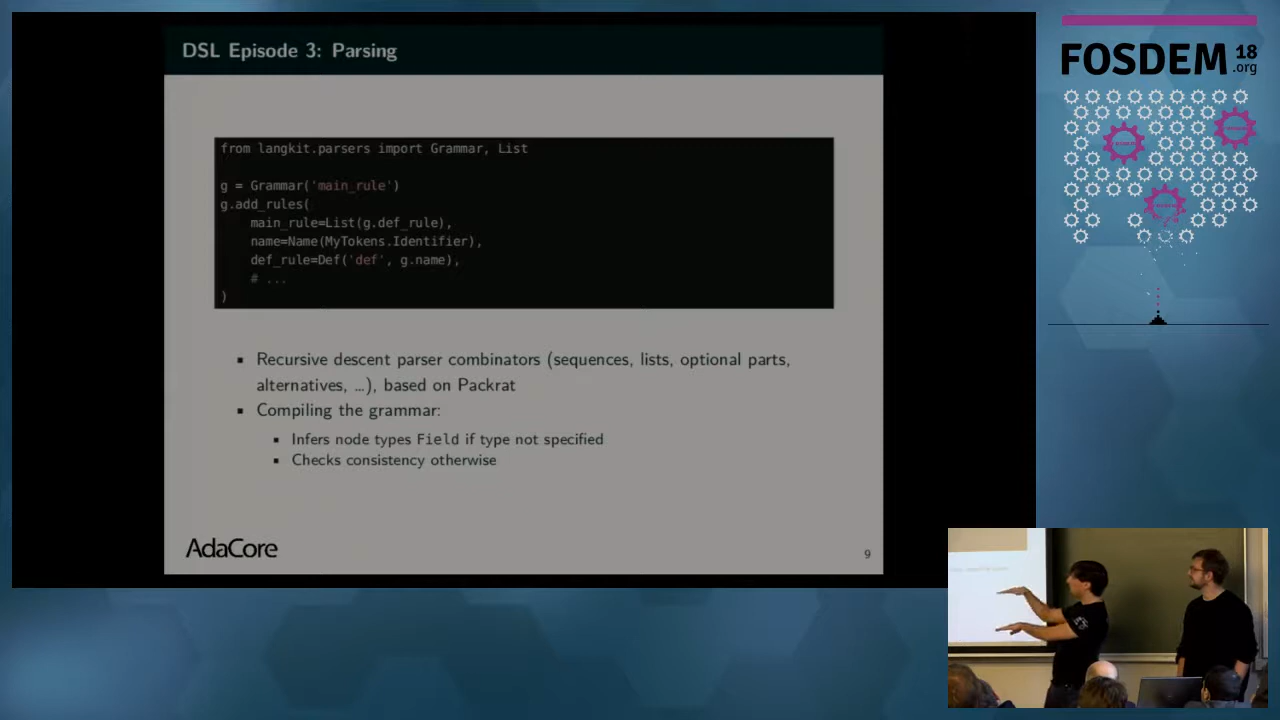 DSL Episode 3: Parsing
from langkit.parsers import Grammar, List
g = Grammar('main_rule')
g.add_rules(
main_rule=List(g.def_rule),
name=Name(MyTokens.Identifier),
def_rule=Def('def', g.name),
# ...
)
▪ Recursive descent parser combinators (sequences, lists, optional parts,
alternatives, …), based on Packrat
▪ Compiling the grammar:
▪ Infers node types Field if type not specified
▪ Checks consistency otherwise
AdaCore
9
FOSDEM 18
.org